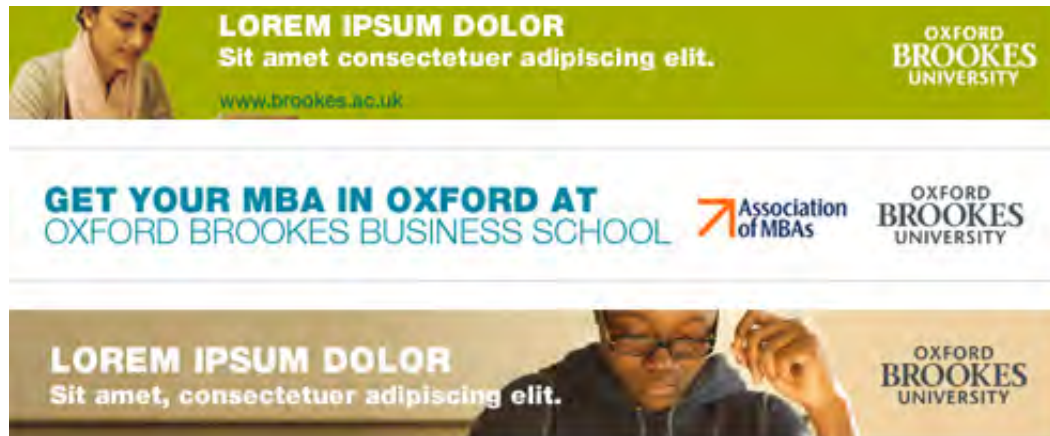 LOREM IPSUM DOLOR
Sit amet consectetuer adipiscing elit.
www.brookes.ac.uk
OXFORD
BROOKES
UNIVERSITY
GET YOUR MBA IN OXFORD AT
OXFORD BROOKES BUSINESS SCHOOL
Association
of MBAs
OXFORD
BROOKES
UNIVERSITY
LOREM IPSUM DOLOR
Sit amet, consectetuer adipiscing elit.
OXFORD
BROOKES
UNIVERSITY